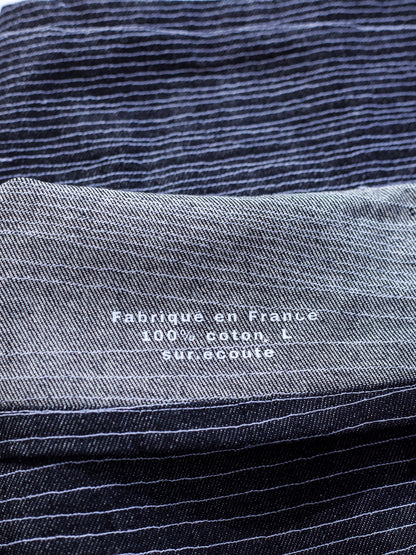 Fabrique en France
100% coton, L
sur.ecoute